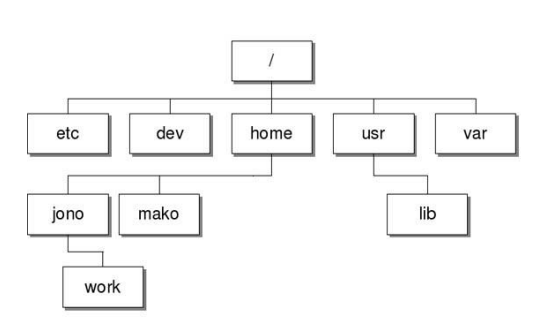 /
etc dev home usr var
jono mako lib
work